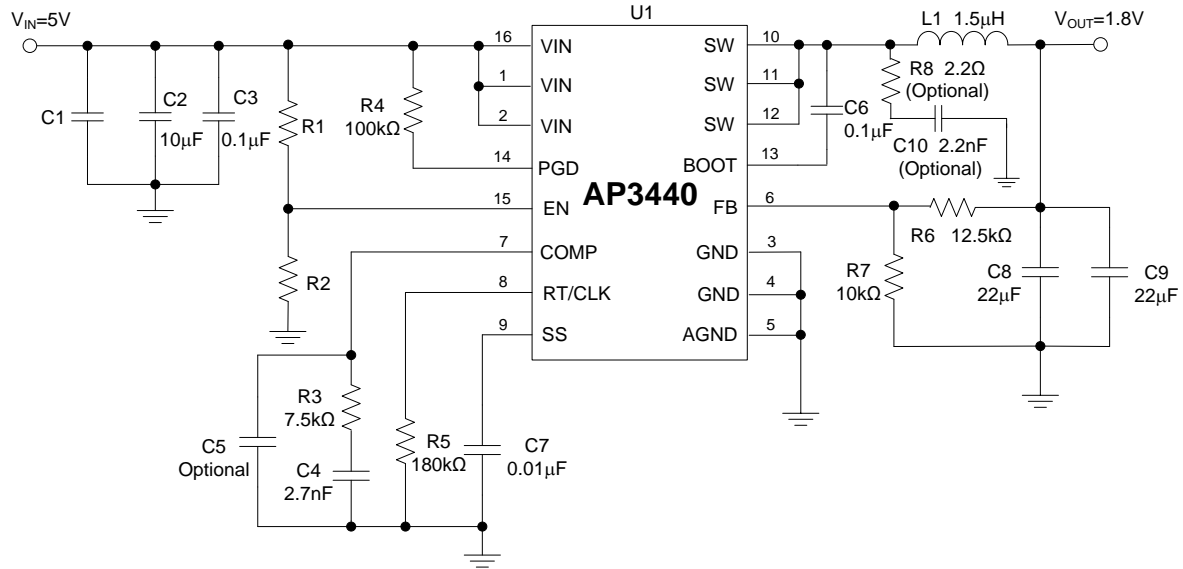 U1
V_IN=5V
L1 1.5μH
V_OUT=1.8V
16 VIN
SW 10
1 VIN
SW 11
2 VIN
SW 12
C1
C2
10μF
C3
0.1μF
R1
R4
100kΩ
R8 2.2Ω
(Optional)
C6
0.1μF
C10 2.2nF
(Optional)
14 PGD
BOOT 13
AP3440
15 EN
FB 6
R6 12.5kΩ
7 COMP
GND 3
R2
R7
10kΩ
C8
22μF
C9
22μF
8 RT/CLK
GND 4
9 SS
AGND 5
R3
7.5kΩ
C5
Optional
C4
2.7nF
R5
180kΩ
C7
0.01μF